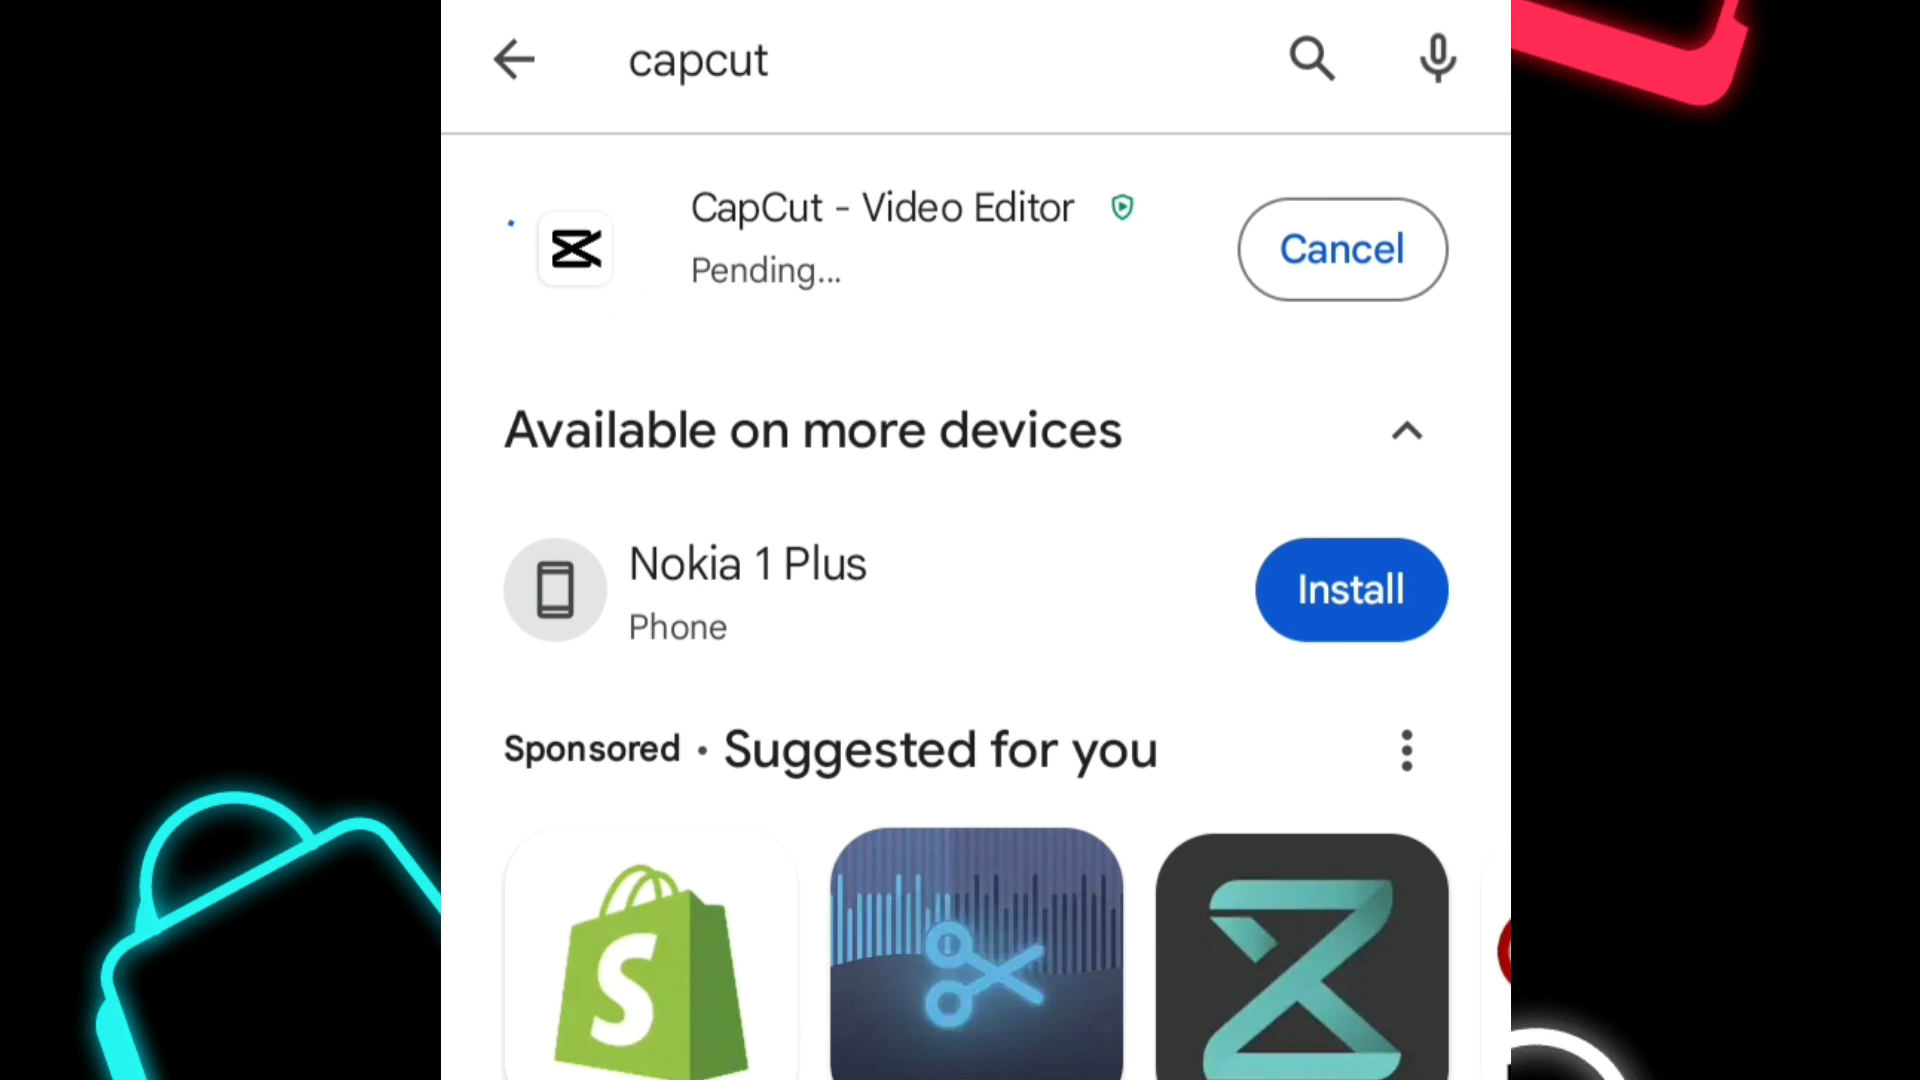 capcut
CapCut - Video Editor
Pending...
Cancel
Available on more devices
Nokia 1 Plus
Phone
Install
Sponsored • Suggested for you
S